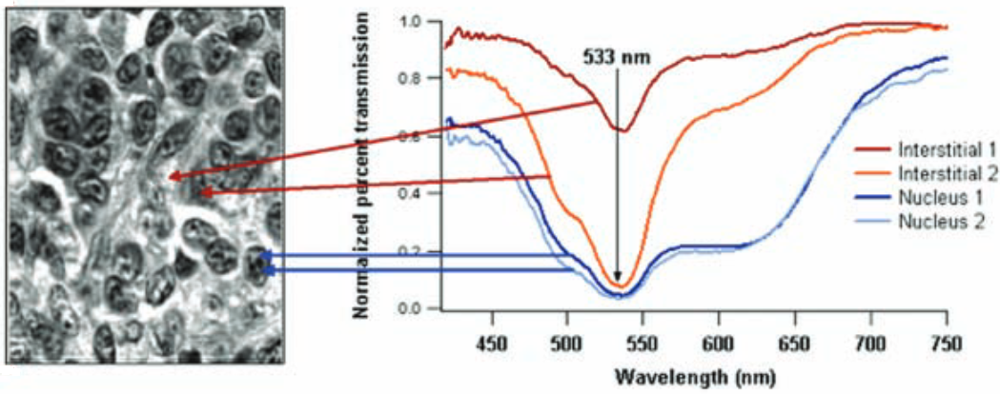 Normalized percent transmission
1.0
0.8
0.6
0.4
0.2
0.0
533 nm
Interstitial 1
Interstitial 2
Nucleus 1
Nucleus 2
450 500 550 600 650 700 750
Wavelength (nm)